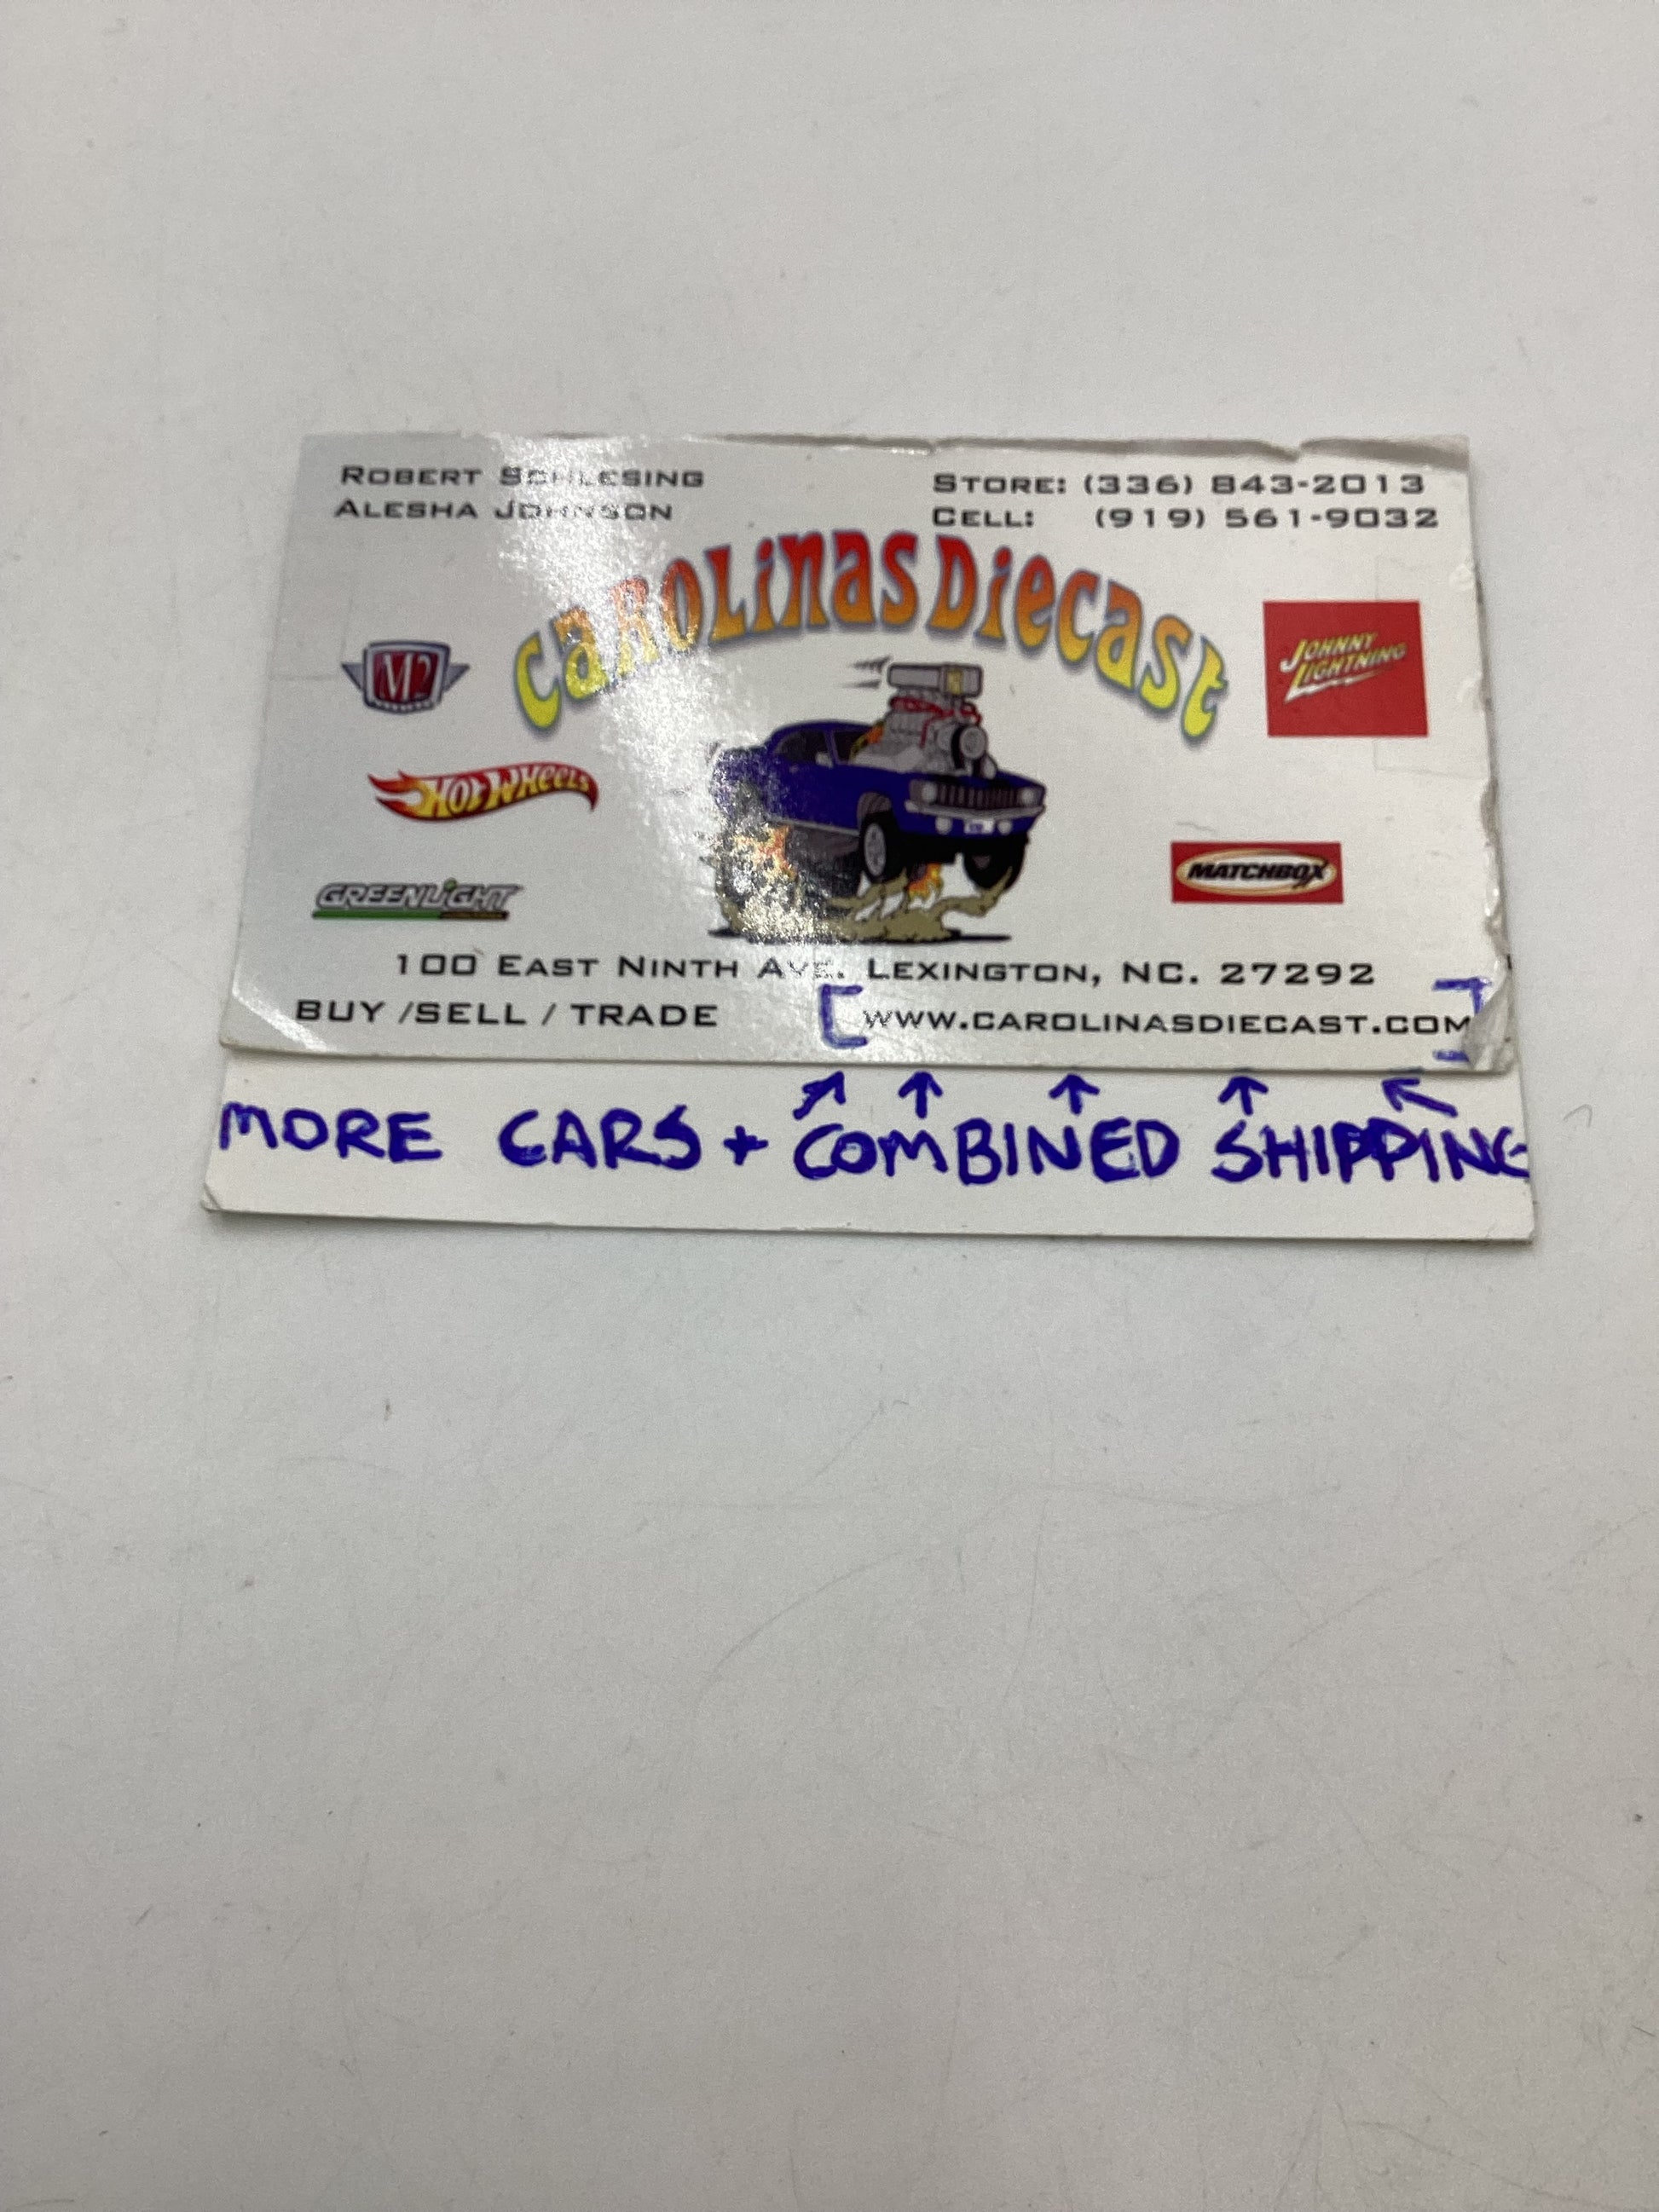 ROBERT SCHLESING
ALESHA JOHNSON
STORE: (336) 843-2013
CELL: (919) 561-9032
CAROLINAS DIECAST
M2
JOHNNY LIGHTNING
HOT WHEELS
GREENLIGHT
MATCHBOX
100 EAST NINTH AVE. LEXINGTON, NC. 27292
BUY /SELL / TRADE [WWW.CAROLINASDIECAST.COM]
MORE CARS + COMBINED SHIPPING